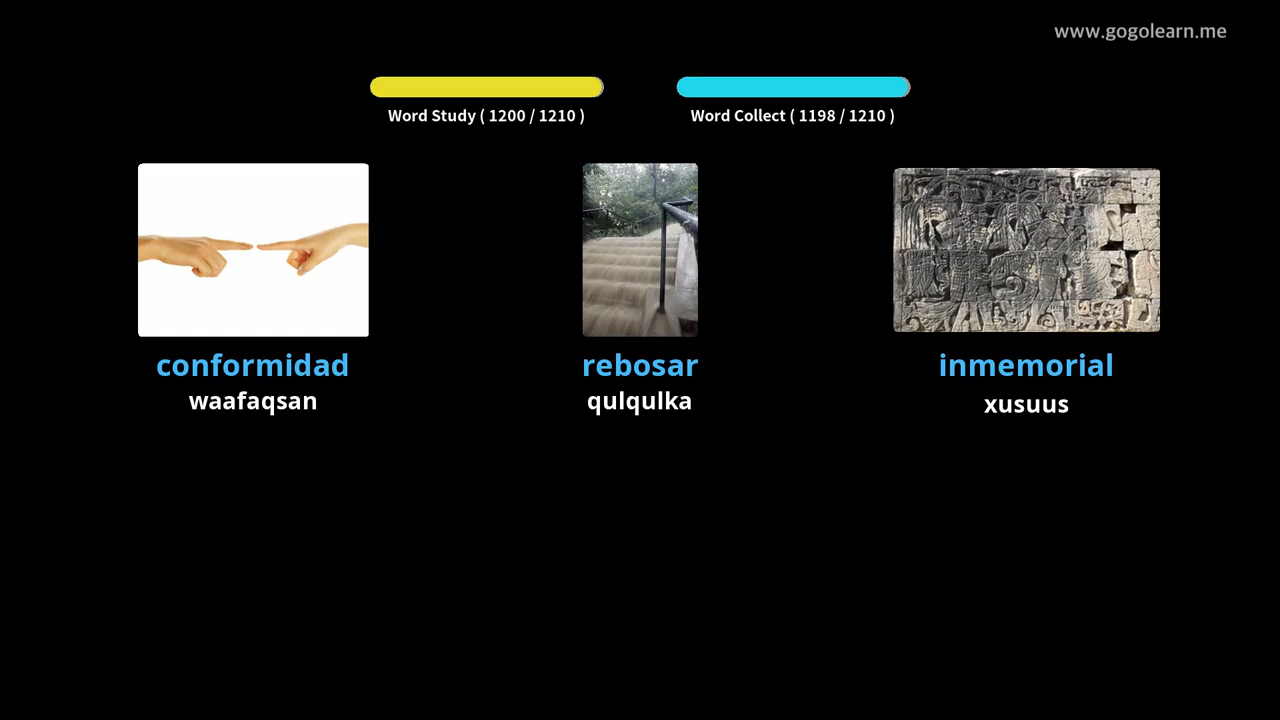 www.gogolearn.me
Word Study ( 1200 / 1210 )
Word Collect ( 1198 / 1210 )
conformidad
waafaqsan
rebosar
qulqulka
inmemorial
xusuus